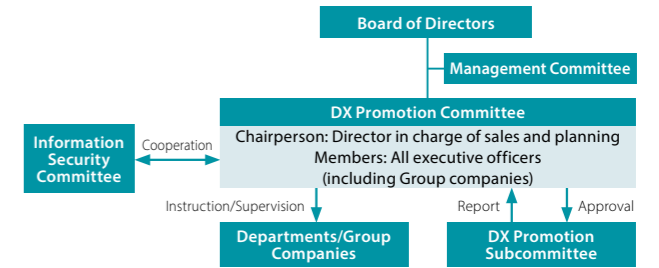 Board of Directors
Management Committee
DX Promotion Committee
Chairperson: Director in charge of sales and planning
Members: All executive officers
(including Group companies)
Information
Security
Committee
Cooperation
Instruction/Supervision
Report
Approval
Departments/Group
Companies
DX Promotion
Subcommittee